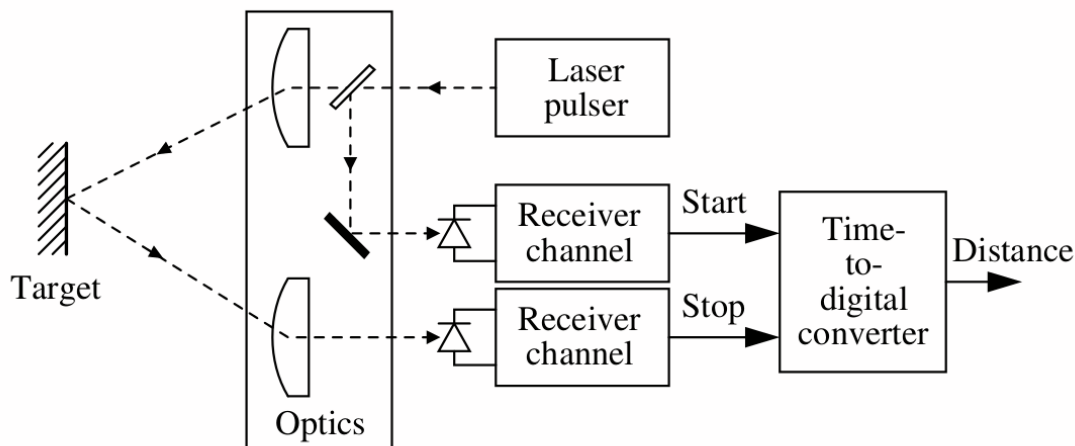 Laser
pulser
Receiver
channel
Start
Time-
to-
digital
converter
Distance
Target
Receiver
channel
Stop
Optics